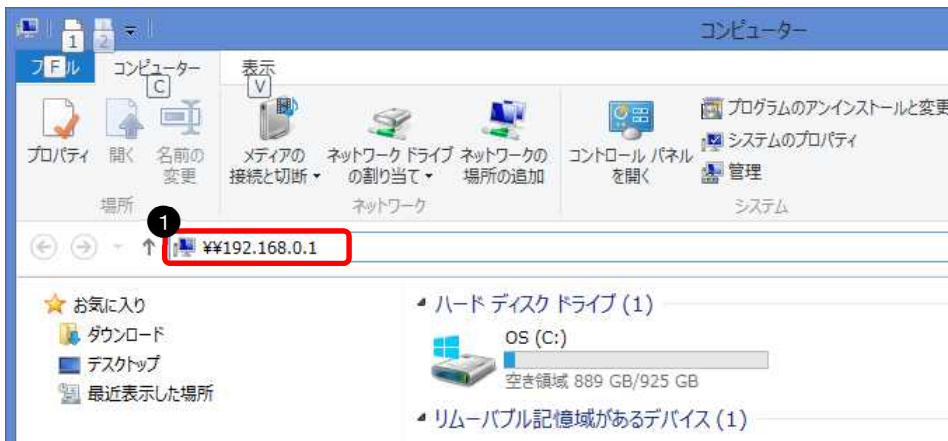 1 2 コンピューター
フ F ル コンピューター 表示
C V
プロパティ 開く 名前の変更 メディアの接続と切断 ネットワーク ドライブの割り当て ネットワークの場所の追加 コントロール パネルを開く プログラムのアンインストールと変更
システムのプロパティ
管理
場所 ネットワーク システム
1
¥¥192.168.0.1
お気に入り
ダウンロード
デスクトップ
最近表示した場所
ハード ディスク ドライブ (1)
OS (C:)
空き領域 889 GB/925 GB
リムーバブル記憶域があるデバイス (1)